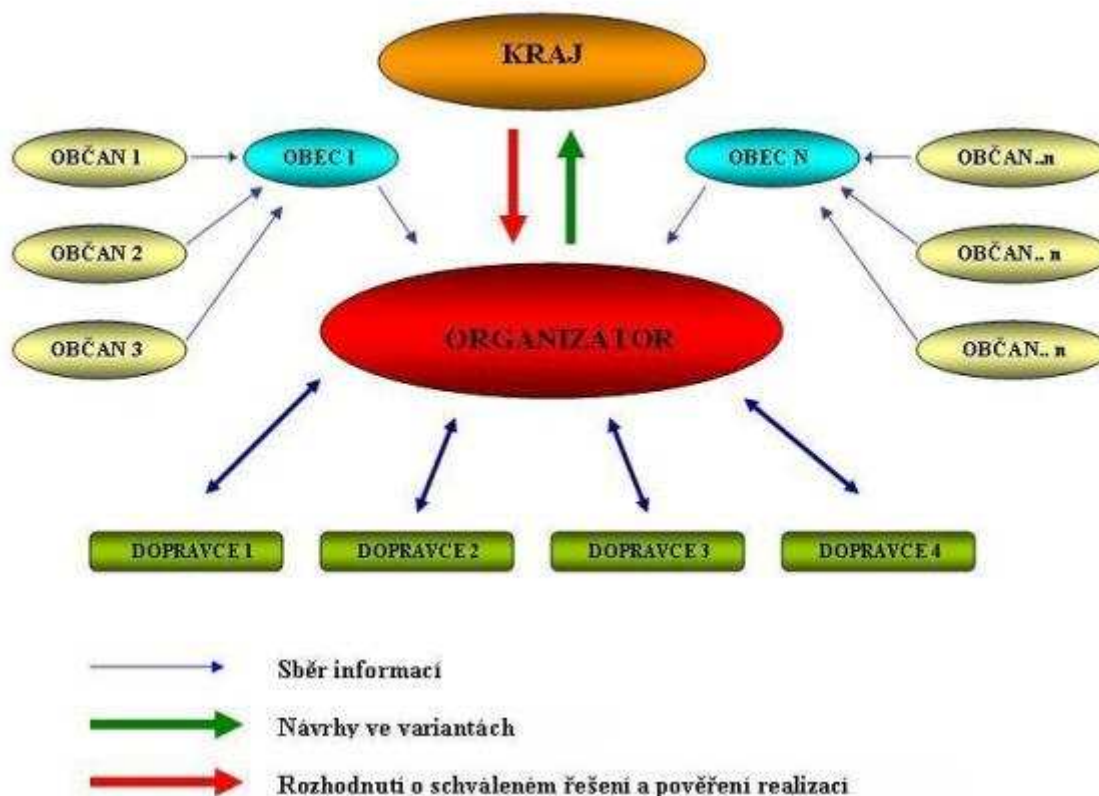 KRAJ
OBČAN 1
OBEC 1
OBEC N
OBČAN..n
OBČAN 2
OBČAN.. n
ORGANIZÁTOR
OBČAN 3
OBČAN.. n
DOPRAVCE 1
DOPRAVCE 2
DOPRAVCE 3
DOPRAVCE 4
Sběr informací
Návrhy ve variantách
Rozhodnutí o schváleném řešení a pověření realizací